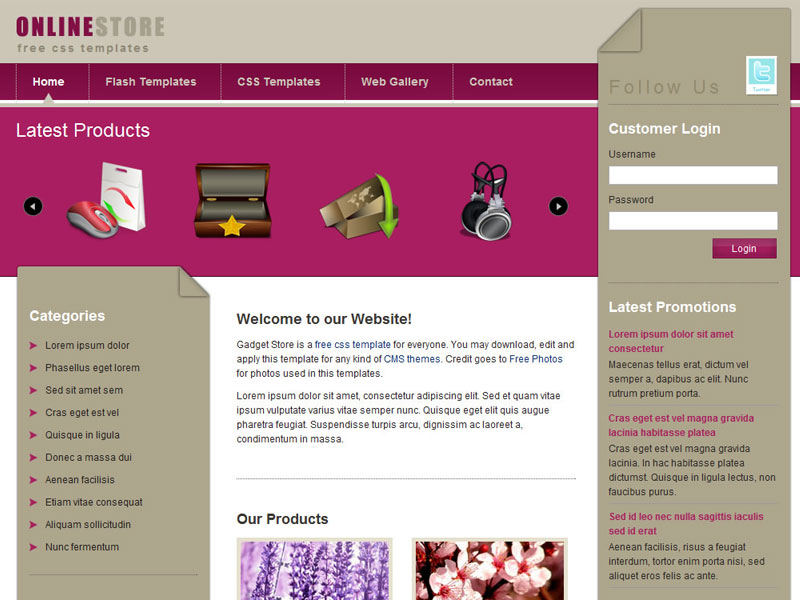 ONLINESTORE
free css templates
Home
Flash Templates
CSS Templates
Web Gallery
Contact
Follow Us
Twitter
Latest Products
Customer Login
Username
Password
Login
Categories
Lorem ipsum dolor
Phasellus eget lorem
Sed sit amet sem
Cras eget est vel
Quisque in ligula
Donec a massa dui
Aenean facilisis
Etiam vitae consequat
Aliquam sollicitudin
Nunc fermentum
Welcome to our Website!
Gadget Store is a free css template for everyone. You may download, edit and
apply this template for any kind of CMS themes. Credit goes to Free Photos
for photos used in this templates.
Lorem ipsum dolor sit amet, consectetur adipiscing elit. Sed et quam vitae
ipsum vulputate varius vitae semper nunc. Quisque eget elit quis augue
pharetra feugiat. Suspendisse turpis arcu, dignissim ac laoreet a,
condimentum in massa.
Our Products
Latest Promotions
Lorem ipsum dolor sit amet
consectetur
Maecenas tellus erat, dictum vel
semper a, dapibus ac elit. Nunc
rutrum pretium porta.
Cras eget est vel magna gravida
lacinia habitasse platea
Cras eget est vel magna gravida
lacinia. In hac habitasse platea
dictumst. Quisque in ligula lectus, non
faucibus purus.
Sed id leo nec nulla sagittis iaculis
sed id erat
Aenean facilisis, risus a feugiat
interdum, tortor enim porta nisi, sed
aliquet eros felis ac ante.